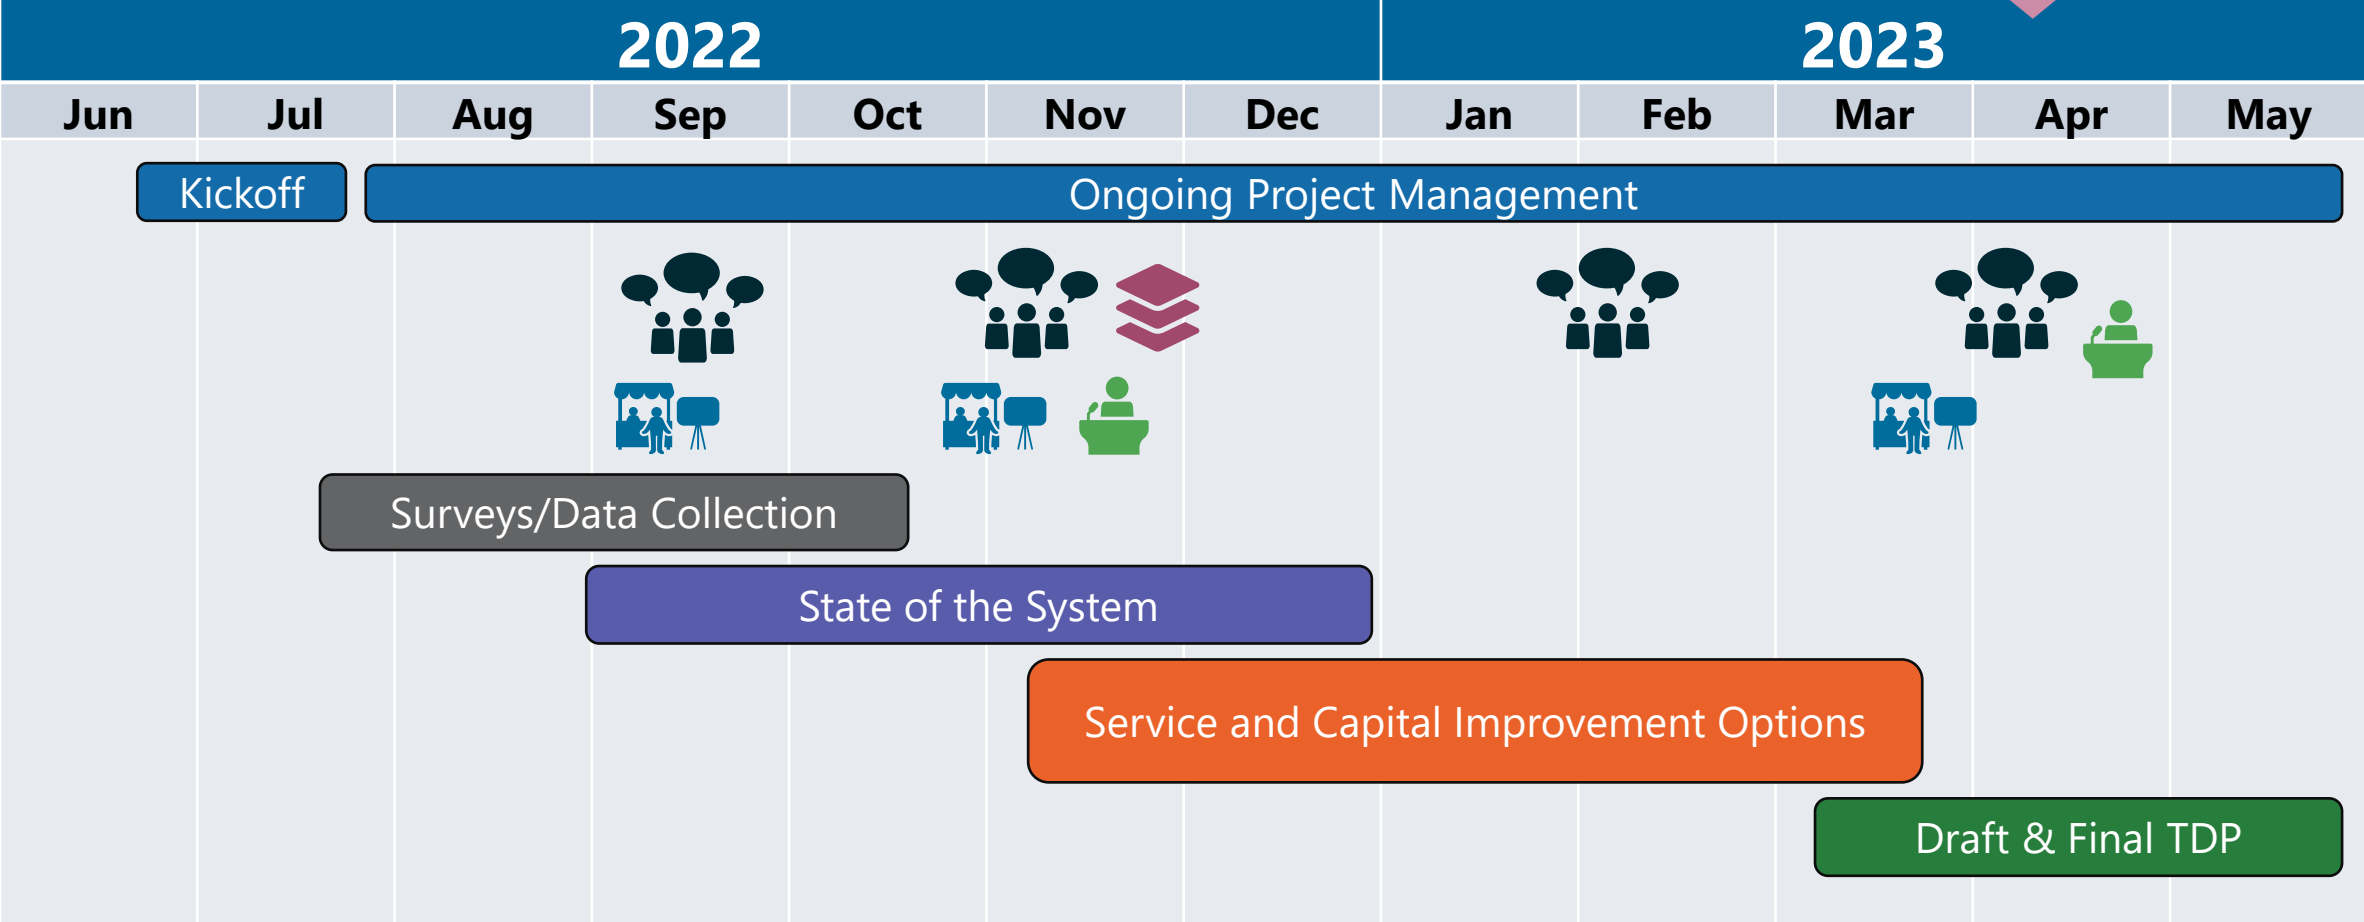 2022
2023
Jun
Jul
Aug
Sep
Oct
Nov
Dec
Jan
Feb
Mar
Apr
May
Kickoff
Ongoing Project Management
Surveys/Data Collection
State of the System
Service and Capital Improvement Options
Draft & Final TDP